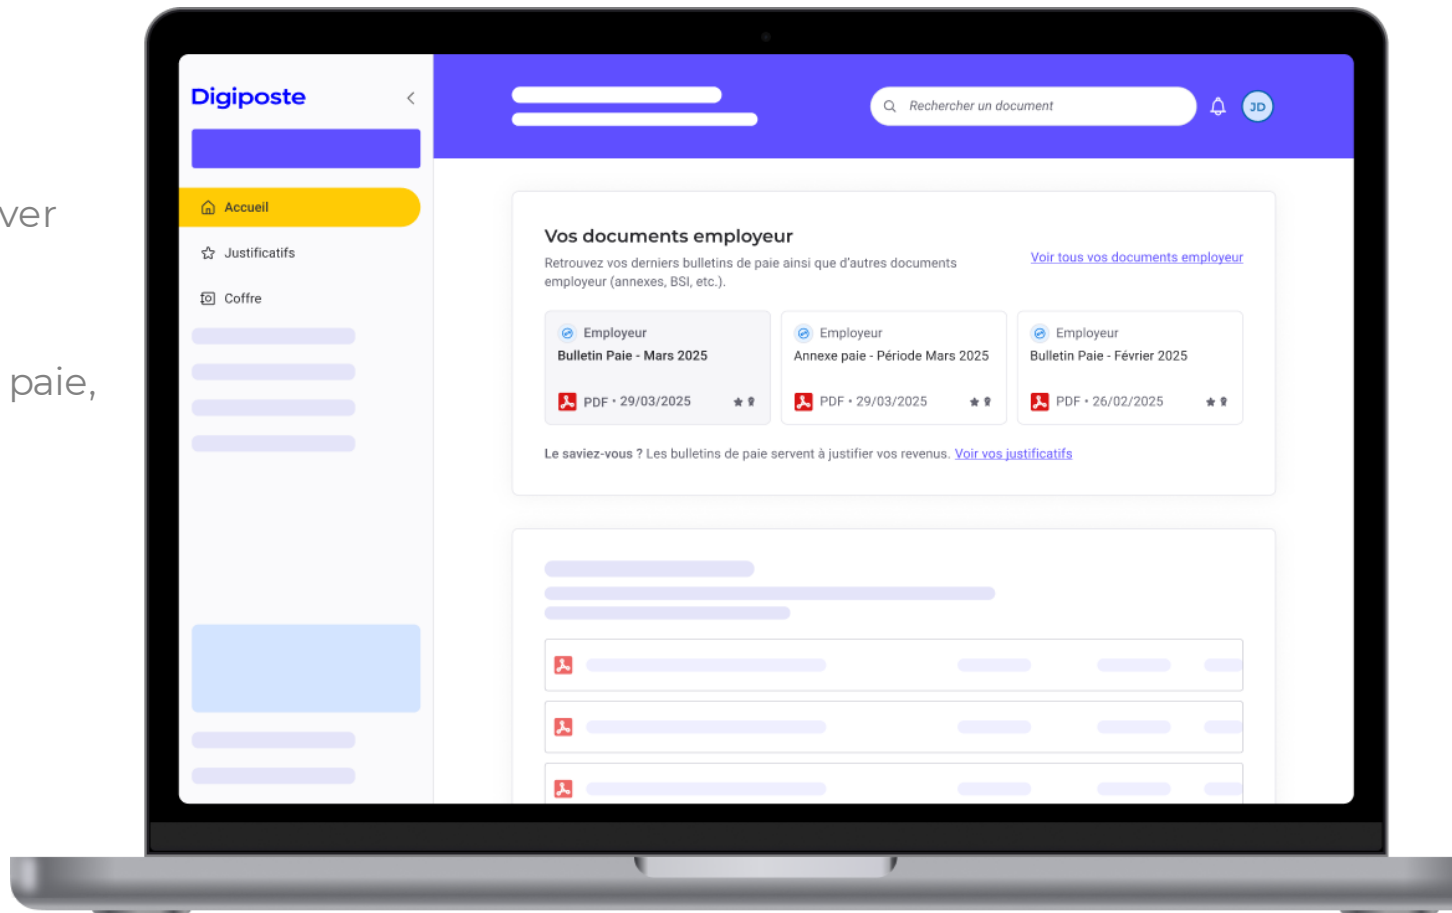 ver
paie,
Digiposte
Accueil
Justificatifs
Coffre
Rechercher un document
JD
Vos documents employeur
Retrouvez vos derniers bulletins de paie ainsi que d'autres documents
employeur (annexes, BSI, etc.).
Voir tous vos documents employeur
Employeur
Bulletin Paie - Mars 2025
PDF • 29/03/2025
Employeur
Annexe paie - Période Mars 2025
PDF • 29/03/2025
Employeur
Bulletin Paie - Février 2025
PDF • 26/02/2025
Le saviez-vous ? Les bulletins de paie servent à justifier vos revenus. Voir vos justificatifs